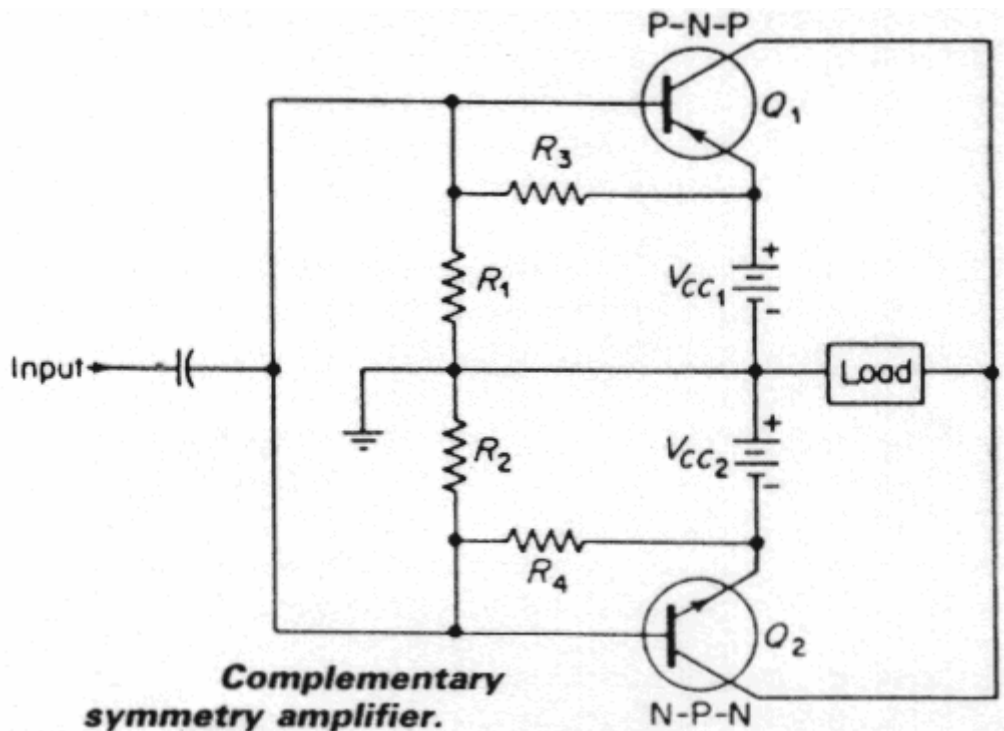 P-N-P
Q1
R3
+
VCC1
-
R1
Input
Load
+
VCC2
-
R2
R4
Q2
N-P-N
Complementary
symmetry amplifier.